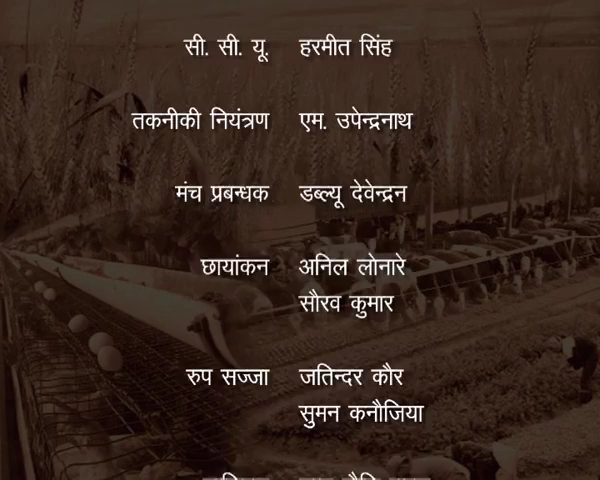 सी. सी. यू. हरमीत सिंह
तकनीकी नियंत्रण एम. उपेन्द्रनाथ
मंच प्रबन्धक डब्ल्यू देवेन्द्रन
छायांकन अनिल लोनारे
सौरव कुमार
रुप सज्जा जतिन्दर कौर
सुमन कनौजिया